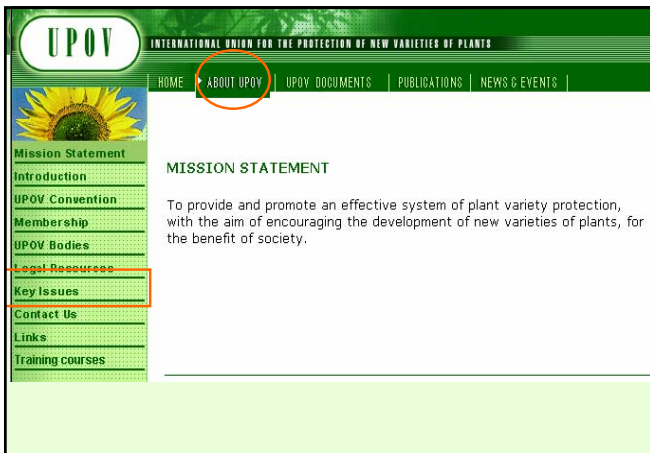 UPOV
INTERNATIONAL UNION FOR THE PROTECTION OF NEW VARIETIES OF PLANTS
HOME ABOUT UPOV UPOV DOCUMENTS PUBLICATIONS NEWS & EVENTS
Mission Statement
Introduction
UPOV Convention
Membership
UPOV Bodies
Legal Resources
Key Issues
Contact Us
Links
Training courses
MISSION STATEMENT
To provide and promote an effective system of plant variety protection,
with the aim of encouraging the development of new varieties of plants, for
the benefit of society.